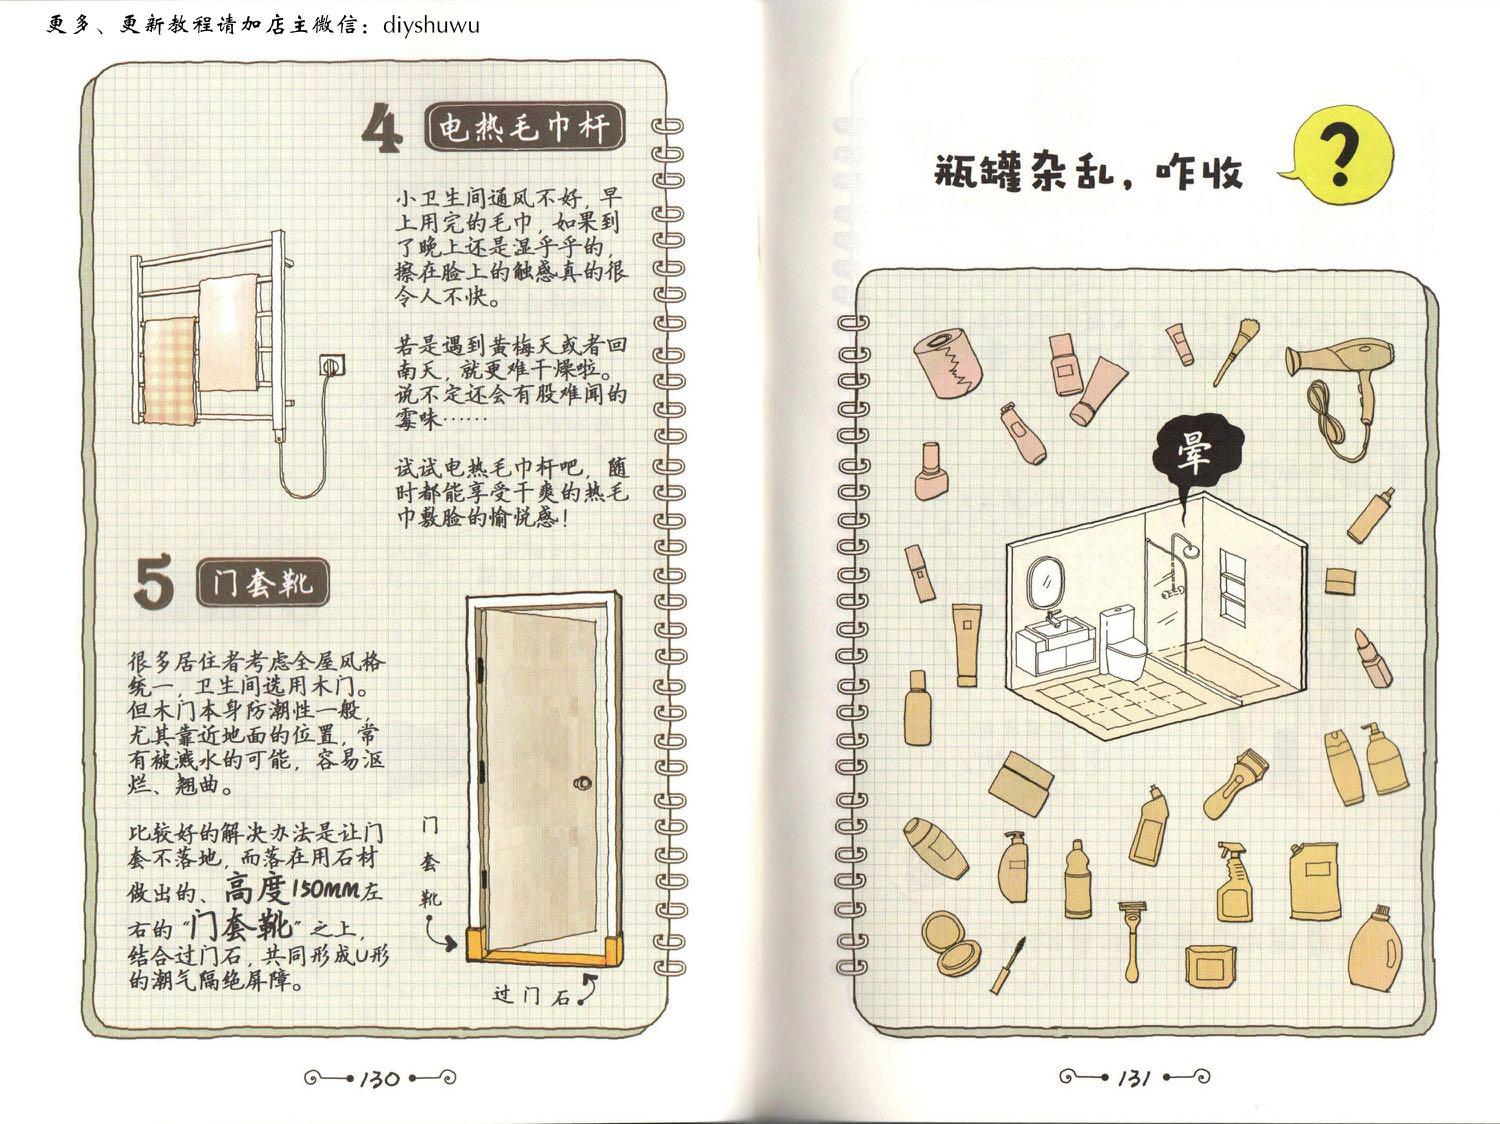 更多、更新教程请加店主微信：diyshuwu
4 电热毛巾杆
小卫生间通风不好，早
上用完的毛巾，如果到
了晚上还是湿乎乎的，
擦在脸上的触感真的很
令人不快。
若是遇到黄梅天或者回
南天，就更难干燥啦。
说不定还会有股难闻的
霉味……
试试电热毛巾杆吧，随
时都能享受干爽的热毛
巾敷脸的愉悦感！
5 门套靴
很多居住者考虑全屋风格
统一，卫生间选用木门。
但木门本身防潮性一般，
尤其靠近地面的位置，常
有被溅水的可能，容易沤
烂、翘曲。
比较好的解决办法是让门
套不落地，而落在用石材
做出的、高度150MM左
右的“门套靴”之上，
结合过门石，共同形成U形
的潮气隔绝屏障。
门
套
靴
过门石
130
瓶罐杂乱，咋收
?
晕
131